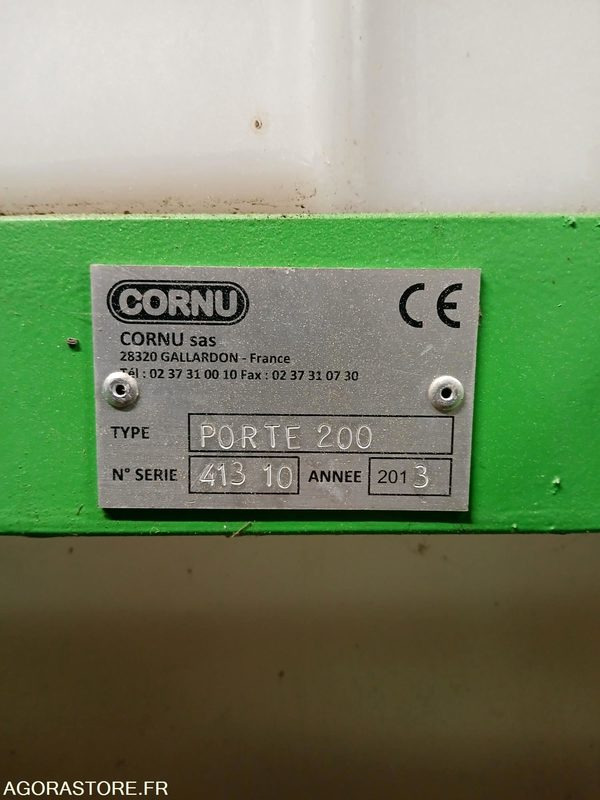 CORNU
CE
CORNU sas
28320 GALLARDON - France
Tél : 02 37 31 00 10 Fax : 02 37 31 07 30
TYPE PORTE 200
N° SERIE 413 10 ANNEE 2013
AGORASTORE.FR